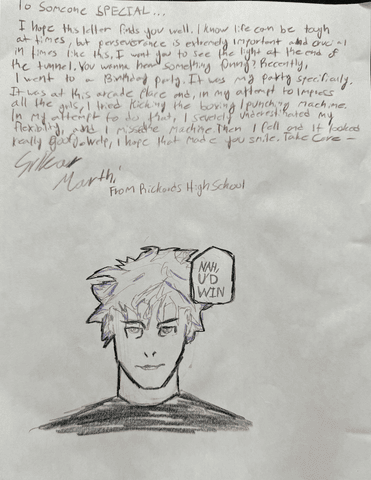 To Someone SPECIAL...
I hope this letter finds you well. I know life can be tough
at times, but perseverance is extremely important and crucial
in times like this, I want you to see the light at the end of
the tunnel. You wanna hear something funny? Recently,
I went to a Birthday party. It was my party specifically.
It was at this arcade place and, in my attempt to impress
all the girls, I tried kicking the boxing/punching machine.
In my attempt to do that, I severely underestimated my
flexibility, and I missed the machine. Then I fell and it looked
really goofy. Welp, I hope that made you smile. Take Care -
Marthi
From Rickards High School
NAH,
U'D
WIN